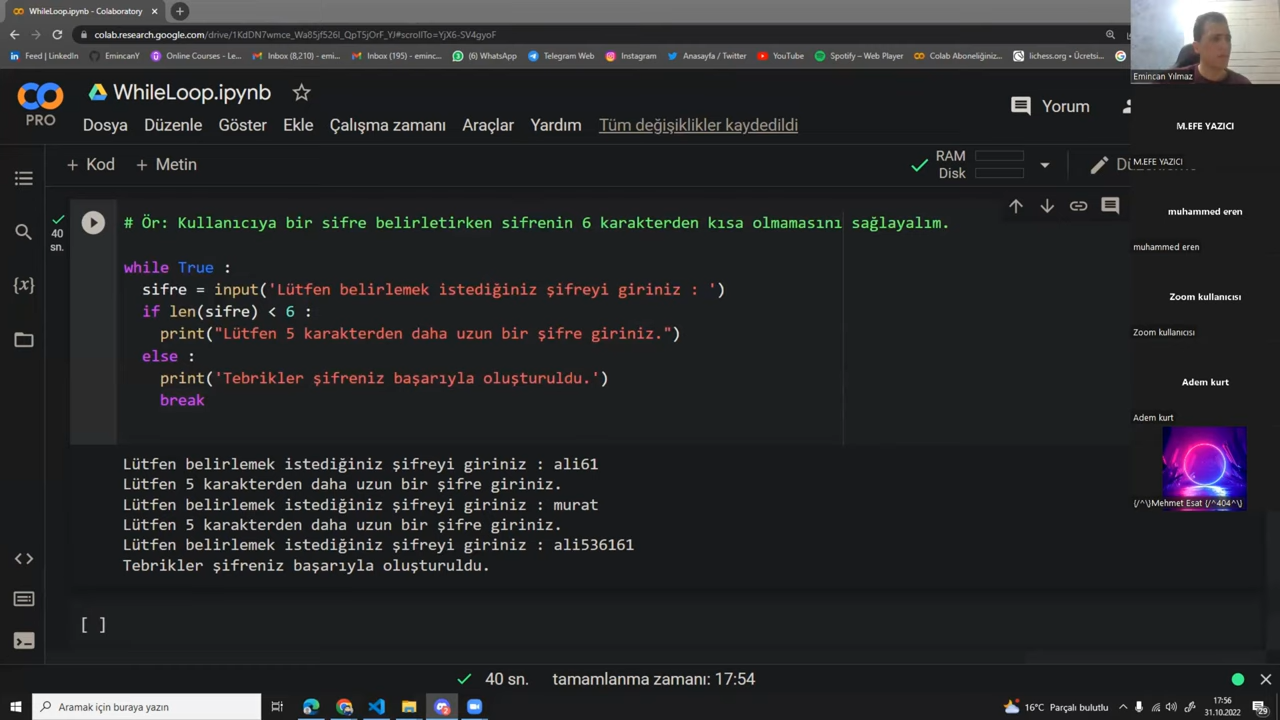 WhileLoop.ipynb - Colaboratory
colab.research.google.com/drive/1KdDN7wmce_Wa85jf526I_QpT5jOrF_YJ#scrollTo=YjX6-SV4gyoF
Feed | LinkedIn
EmincanY
Online Courses - Le...
Inbox (8,210) - emi...
Inbox (195) - eminc...
(2) WhatsApp
Telegram Web
Instagram
Anasayfa / Twitter
YouTube
Spotify – Web Player
Colab Aboneliğiniz...
lichess.org • Ücretsi...
Emincan Yılmaz
CO
PRO
WhileLoop.ipynb
Yorum
Dosya Düzenle Göster Ekle Çalışma zamanı Araçlar Yardım Tüm değişiklikler kaydedildi
M.EFE YAZICI
M.EFE YAZICI
+ Kod + Metin
RAM
Disk
muhammed eren
muhammed eren
40
sn.
# Ör: Kullanıcıya bir sifre belirletirken sifrenin 6 karakterden kısa olmamasını sağlayalım.
while True :
sifre = input('Lütfen belirlemek istediğiniz şifreyi giriniz : ')
if len(sifre) < 6 :
print("Lütfen 5 karakterden daha uzun bir şifre giriniz.")
else :
print('Tebrikler şifreniz başarıyla oluşturuldu.')
break
Zoom kullanıcısı
Zoom kullanıcısı
Adem kurt
Adem kurt
{/^\}Mehmet Esat {/^404^\}
Lütfen belirlemek istediğiniz şifreyi giriniz : ali61
Lütfen 5 karakterden daha uzun bir şifre giriniz.
Lütfen belirlemek istediğiniz şifreyi giriniz : murat
Lütfen 5 karakterden daha uzun bir şifre giriniz.
Lütfen belirlemek istediğiniz şifreyi giriniz : ali536161
Tebrikler şifreniz başarıyla oluşturuldu.
[ ]
40 sn. tamamlanma zamanı: 17:54
Aramak için buraya yazın
16°C Parçalı bulutlu
17:56
31.10.2022
29